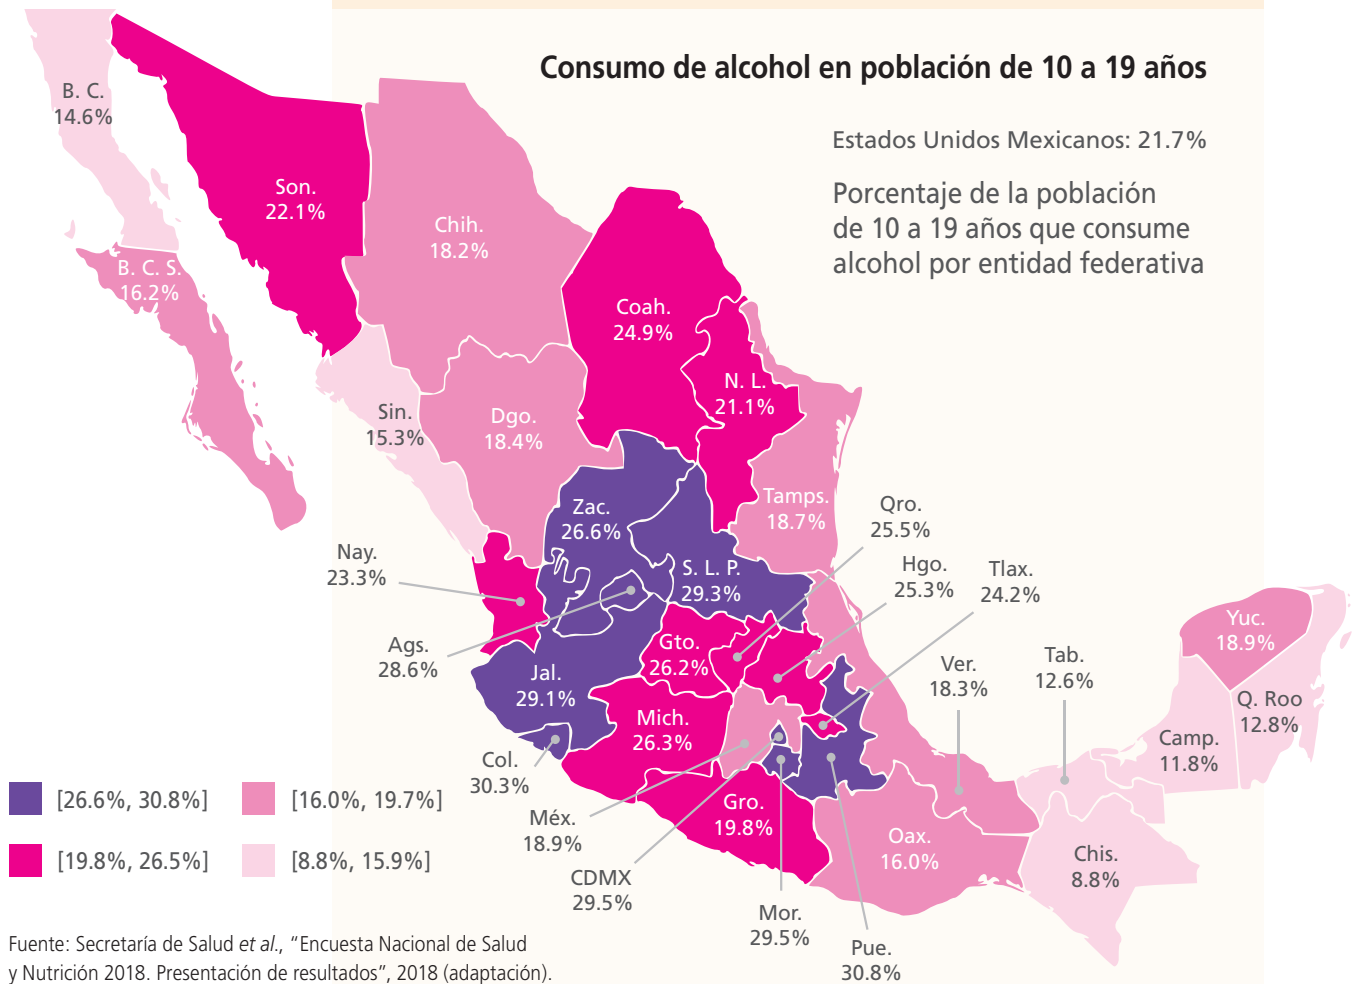 Consumo de alcohol en población de 10 a 19 años
Estados Unidos Mexicanos: 21.7%
Porcentaje de la población
de 10 a 19 años que consume
alcohol por entidad federativa
B. C.
14.6%
Son.
22.1%
Chih.
18.2%
B. C. S.
16.2%
Coah.
24.9%
N. L.
21.1%
Sin.
15.3%
Dgo.
18.4%
Tamps.
18.7%
Zac.
26.6%
Qro.
25.5%
Nay.
23.3%
S. L. P.
29.3%
Hgo.
25.3%
Tlax.
24.2%
Ags.
28.6%
Gto.
26.2%
Yuc.
18.9%
Jal.
29.1%
Ver.
18.3%
Tab.
12.6%
Q. Roo
12.8%
Mich.
26.3%
Camp.
11.8%
Col.
30.3%
Méx.
18.9%
Gro.
19.8%
Oax.
16.0%
Chis.
8.8%
CDMX
29.5%
Mor.
29.5%
Pue.
30.8%
[26.6%, 30.8%]
[16.0%, 19.7%]
[19.8%, 26.5%]
[8.8%, 15.9%]
Fuente: Secretaría de Salud et al., “Encuesta Nacional de Salud
y Nutrición 2018. Presentación de resultados”, 2018 (adaptación).